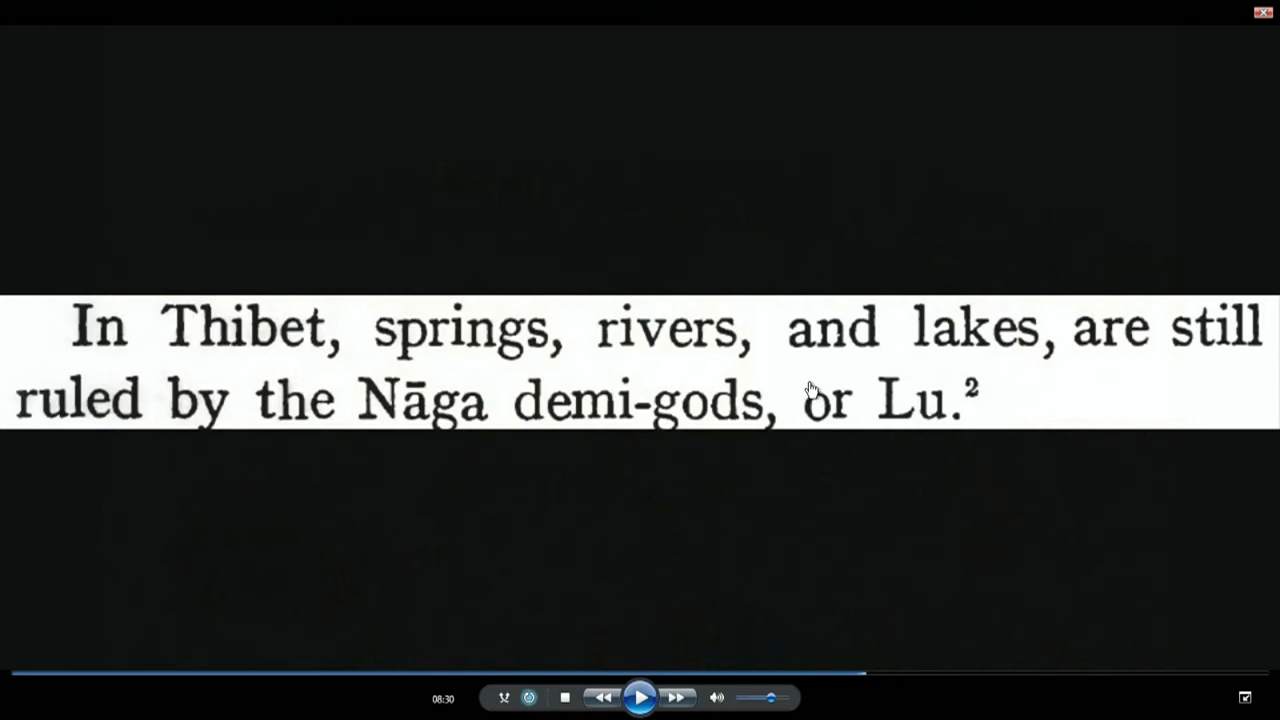 In Thibet, springs, rivers, and lakes, are still
ruled by the Nāga demi-gods, or Lu.²
08:30